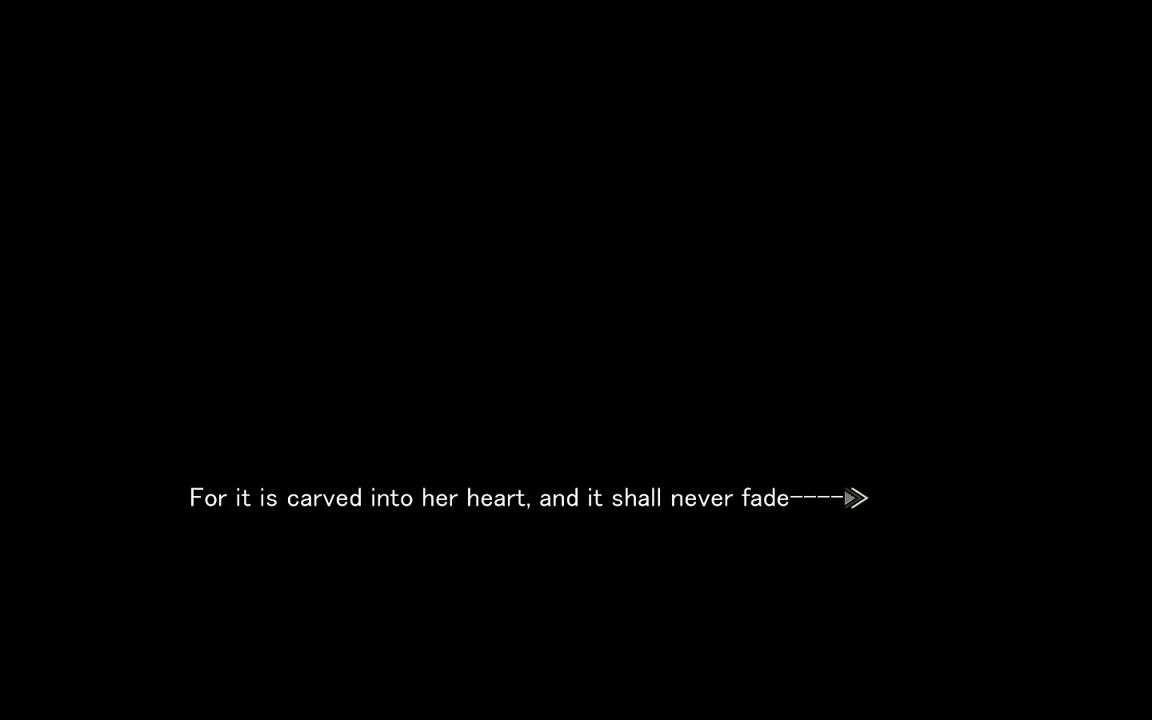 For it is carved into her heart, and it shall never fade----